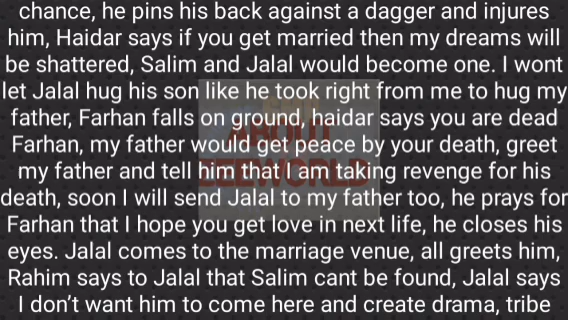 chance, he pins his back against a dagger and injures
him, Haidar says if you get married then my dreams will
be shattered, Salim and Jalal would become one. I wont
let Jalal hug his son like he took right from me to hug my
father, Farhan falls on ground, haidar says you are dead
Farhan, my father would get peace by your death, greet
my father and tell him that I am taking revenge for his
death, soon I will send Jalal to my father too, he prays for
Farhan that I hope you get love in next life, he closes his
eyes. Jalal comes to the marriage venue, all greets him,
Rahim says to Jalal that Salim cant be found, Jalal says
I don’t want him to come here and create drama, tribe
ABOUT
ZEEWORLD